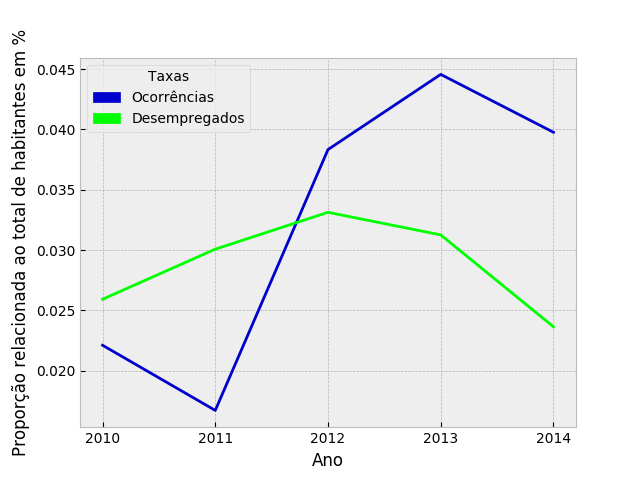 Proporção relacionada ao total de habitantes em %
0.045
0.040
0.035
0.030
0.025
0.020
Taxas
Ocorrências
Desempregados
2010 2011 2012 2013 2014
Ano